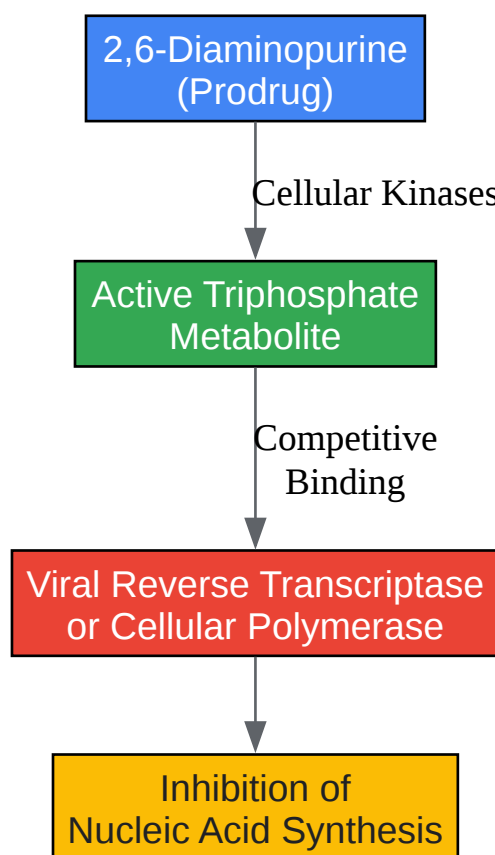 2,6-Diaminopurine
(Prodrug)
Cellular Kinases
Active Triphosphate
Metabolite
Competitive
Binding
Viral Reverse Transcriptase
or Cellular Polymerase
Inhibition of
Nucleic Acid Synthesis